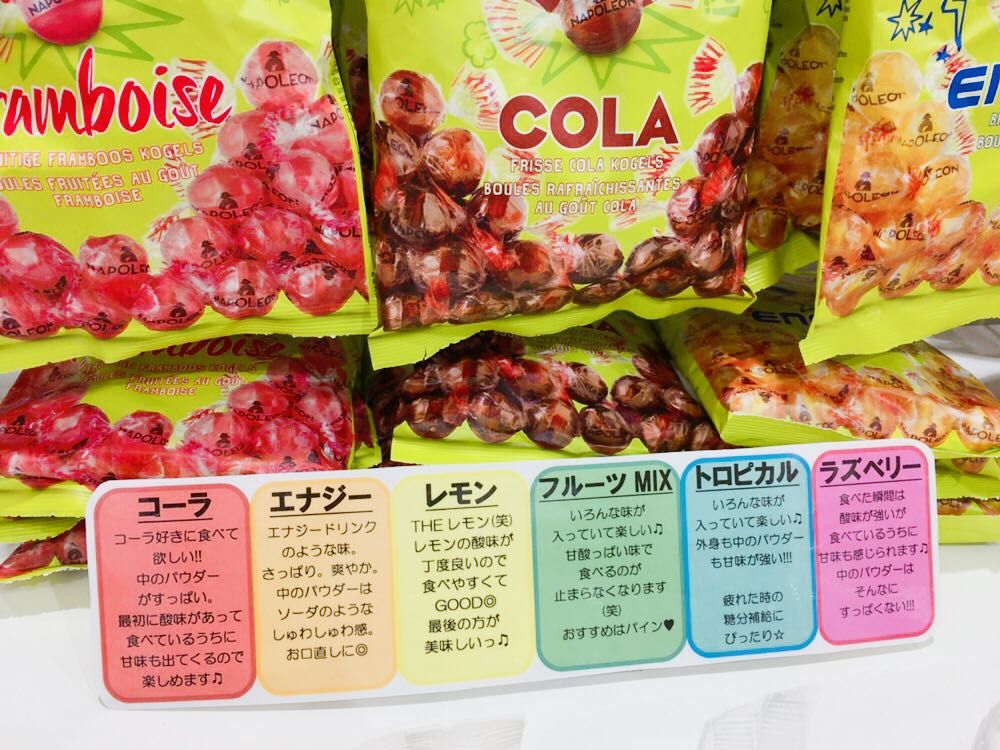 NAPOLEON
NAPOLEON
framboise
FRUITIGE FRAMBOOS KOGELS
BOULES FRUITÉES AU GOÛT
FRAMBOISE
COLA
FRISSE COLA KOGELS
BOULES RAFRAÎCHISSANTES
AU GOÛT COLA
コーラ
コーラ好きに食べて
欲しい!!
中のパウダー
がすっぱい。
最初に酸味があって
食べているうちに
甘味も出てくるので
楽しめます♫
エナジー
エナジードリンク
のような味。
さっぱり。爽やか。
中のパウダーは
ソーダのような
しゅわしゅわ感。
お口直しに◎
レモン
THE レモン(笑)
レモンの酸味が
丁度良いので
食べやすくて
GOOD◎
最後の方が
美味しいっ♫
フルーツ MIX
いろんな味が
入っていて楽しい♫
甘酸っぱい味で
食べるのが
止まらなくなります
(笑)
おすすめはパイン♥
トロピカル
いろんな味が
入っていて楽しい♫
外身も中のパウダー
も甘味が強い!!!
疲れた時の
糖分補給に
ぴったり☆
ラズベリー
食べた瞬間は
酸味が強いが
食べているうちに
甘味も感じられます♫
中のパウダーは
そんなに
すっぱくない!!!